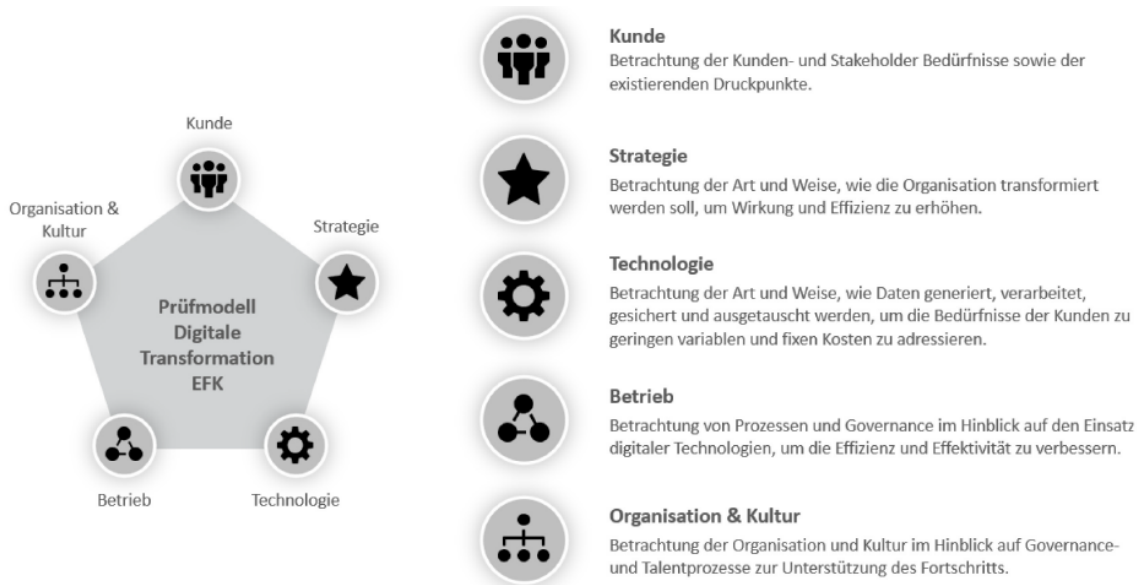 Kunde
Organisation &
Kultur
Strategie
Prüfmodell
Digitale
Transformation
EFK
Betrieb
Technologie
Kunde
Betrachtung der Kunden- und Stakeholder Bedürfnisse sowie der
existierenden Druckpunkte.
Strategie
Betrachtung der Art und Weise, wie die Organisation transformiert
werden soll, um Wirkung und Effizienz zu erhöhen.
Technologie
Betrachtung der Art und Weise, wie Daten generiert, verarbeitet,
gesichert und ausgetauscht werden, um die Bedürfnisse der Kunden zu
geringen variablen und fixen Kosten zu adressieren.
Betrieb
Betrachtung von Prozessen und Governance im Hinblick auf den Einsatz
digitaler Technologien, um die Effizienz und Effektivität zu verbessern.
Organisation & Kultur
Betrachtung der Organisation und Kultur im Hinblick auf Governance-
und Talentprozesse zur Unterstützung des Fortschritts.